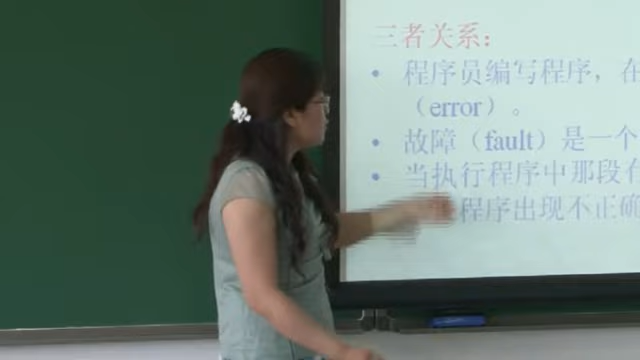 三者关系：
• 程序员编写程序，在
（error）。
• 故障（fault）是一个
• 当执行程序中那段有
程序出现不正确